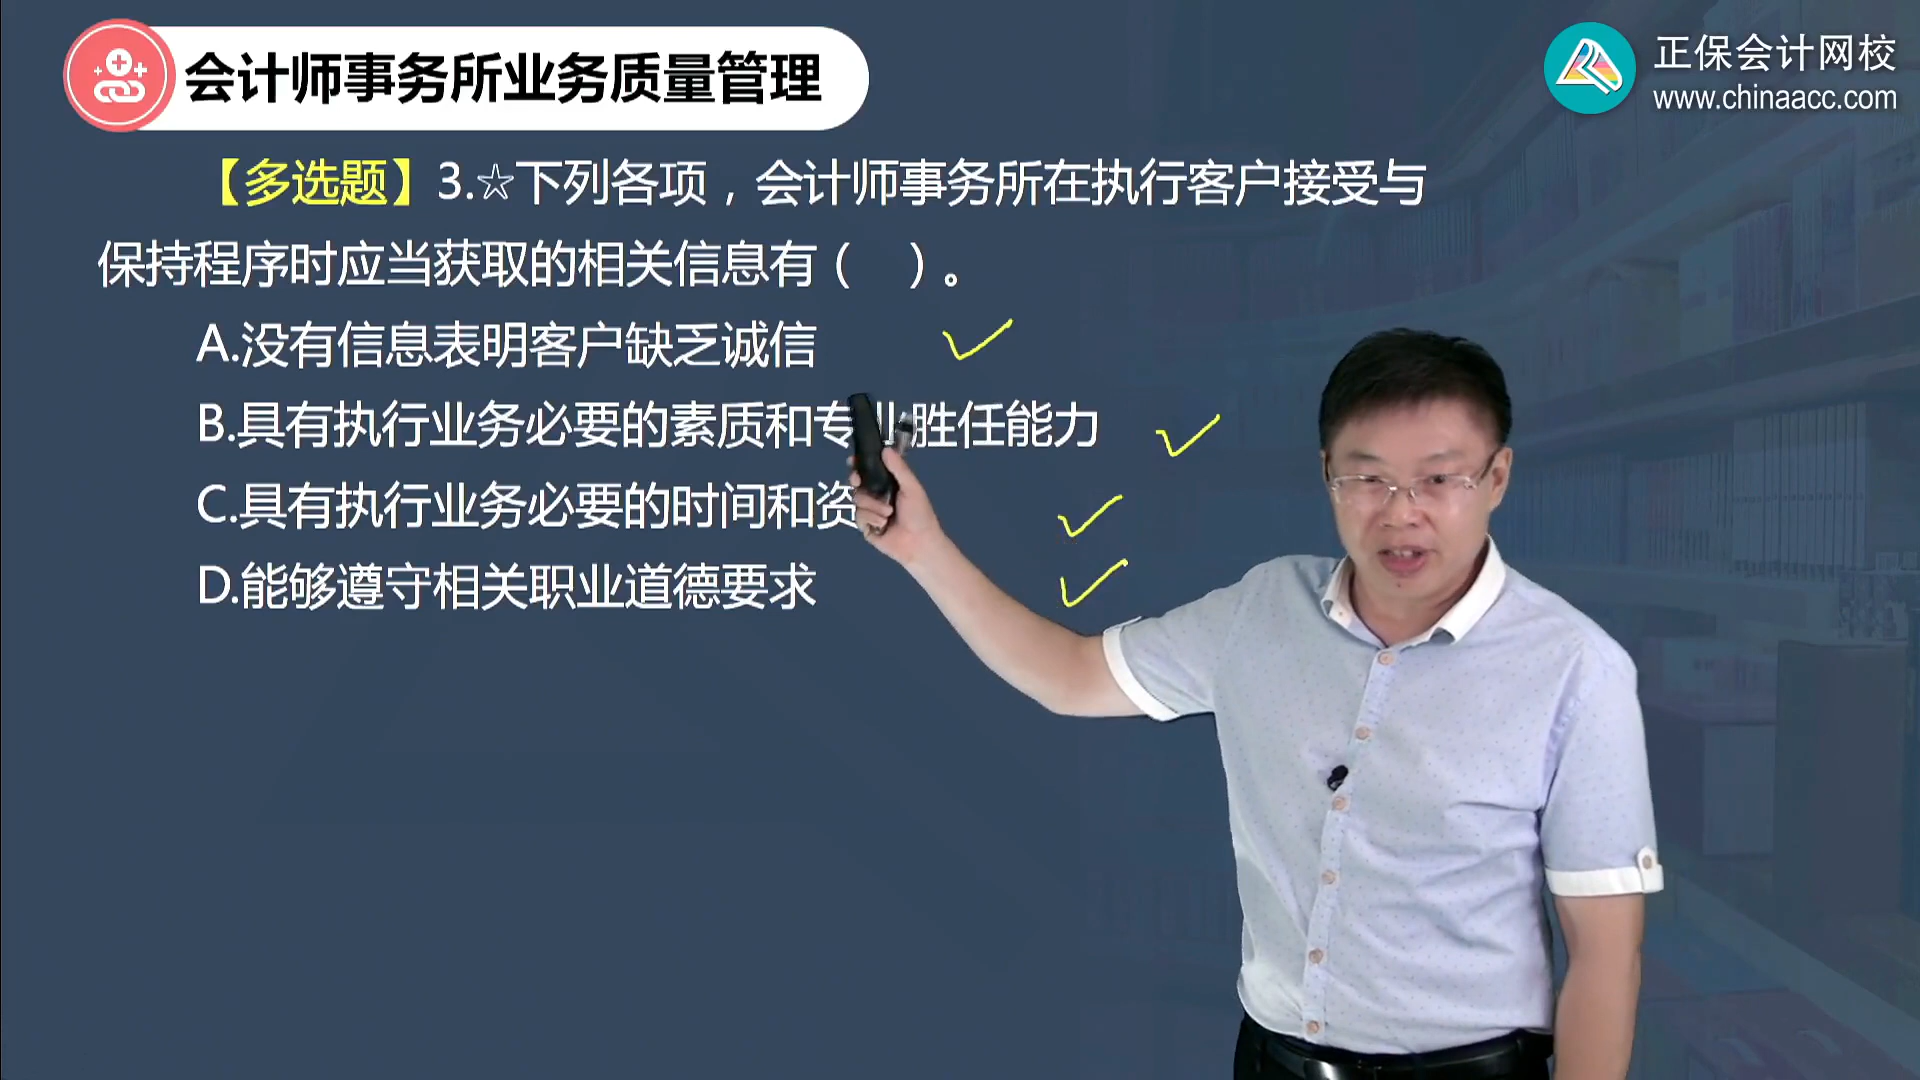 会计师事务所业务质量管理
正保会计网校
www.chinaacc.com
【多选题】3.☆下列各项，会计师事务所在执行客户接受与
保持程序时应当获取的相关信息有（　）。
A.没有信息表明客户缺乏诚信
B.具有执行业务必要的素质和专业胜任能力
C.具有执行业务必要的时间和资
D.能够遵守相关职业道德要求